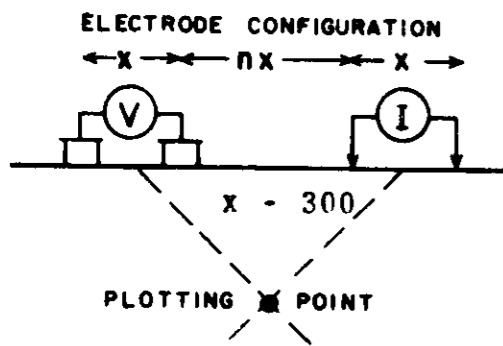 ELECTRODE CONFIGURATION
X nX X
V I
X - 300
PLOTTING POINT